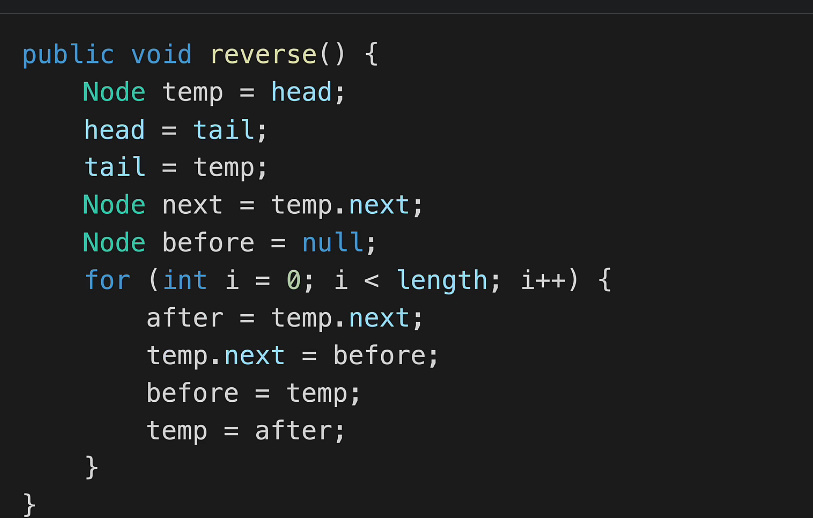 public void reverse() {
    Node temp = head;
    head = tail;
    tail = temp;
    Node next = temp.next;
    Node before = null;
    for (int i = 0; i < length; i++) {
        after = temp.next;
        temp.next = before;
        before = temp;
        temp = after;
    }
}